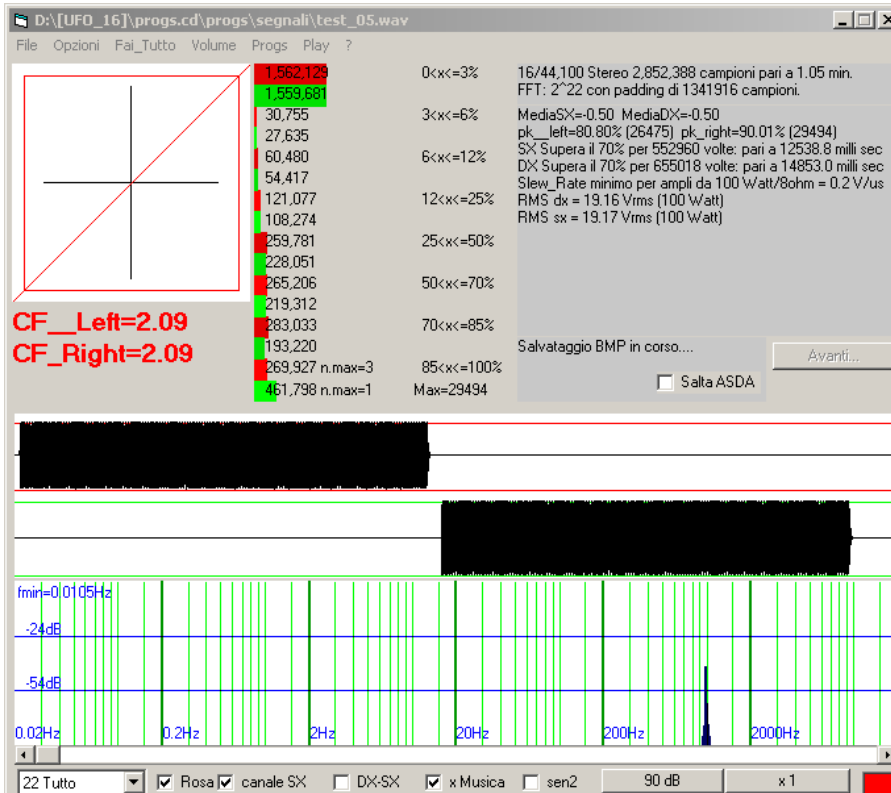 D:\[UFO_16]\progs.cd\progs\segnali\test_05.wav
File Opzioni Fai_Tutto Volume Progs Play ?
1,562,129 0<x<=3%
1,559,681
30,755 3<x<=6%
27,635
60,480 6<x<=12%
54,417
121,077 12<x<=25%
108,274
259,781 25<x<=50%
228,051
265,206 50<x<=70%
219,312
283,033 70<x<=85%
193,220
269,927 n.max=3 85<x<=100%
461,798 n.max=1 Max=29494
16/44,100 Stereo 2,852,388 campioni pari a 1.05 min.
FFT: 2^22 con padding di 1341916 campioni.
MediaSX=-0.50 MediaDX=-0.50
pk__left=80.80% (26475) pk_right=90.01% (29494)
SX Supera il 70% per 552960 volte: pari a 12538.8 milli sec
DX Supera il 70% per 655018 volte: pari a 14853.0 milli sec
Slew_Rate minimo per ampli da 100 Watt/8ohm = 0.2 V/us
RMS dx = 19.16 Vrms (100 Watt)
RMS sx = 19.17 Vrms (100 Watt)
CF__Left=2.09
CF_Right=2.09
Salvataggio BMP in corso....
Salta ASDA
Avanti...
fmin=0.0105Hz
-24dB
-54dB
0.02Hz 0.2Hz 2Hz 20Hz 200Hz 2000Hz
22 Tutto Rosa canale SX DX-SX x Musica sen2 90 dB x 1